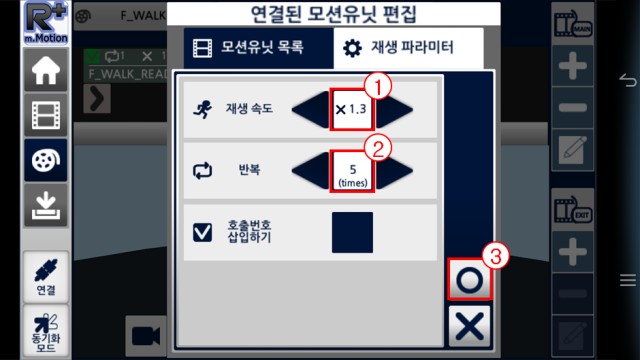 R+
m.Motion
F_WALK
1 × 1
F_WALK_READ
연결
동기화
모드
연결된 모션유닛 편집
모션유닛 목록
재생 파라미터
재생 속도
× 1.3
1
반복
5
(times)
2
호출번호
삽입하기
3
MAIN
EXIT